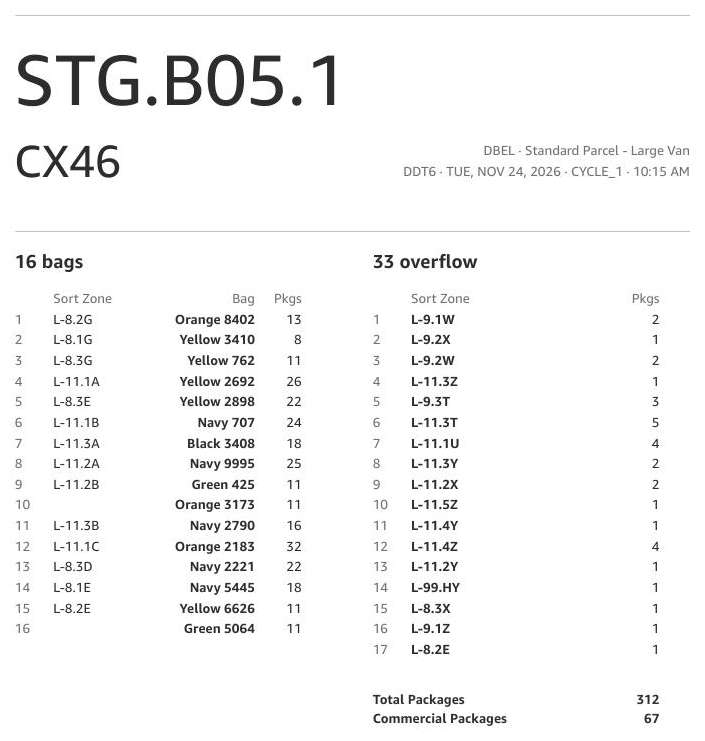 STG.B05.1
CX46
DBEL · Standard Parcel - Large Van
DDT6 · TUE, NOV 24, 2026 · CYCLE_1 · 10:15 AM
16 bags
Sort Zone Bag Pkgs
1 L-8.2G Orange 8402 13
2 L-8.1G Yellow 3410 8
3 L-8.3G Yellow 762 11
4 L-11.1A Yellow 2692 26
5 L-8.3E Yellow 2898 22
6 L-11.1B Navy 707 24
7 L-11.3A Black 3408 18
8 L-11.2A Navy 9995 25
9 L-11.2B Green 425 11
10 Orange 3173 11
11 L-11.3B Navy 2790 16
12 L-11.1C Orange 2183 32
13 L-8.3D Navy 2221 22
14 L-8.1E Navy 5445 18
15 L-8.2E Yellow 6626 11
16 Green 5064 11
33 overflow
Sort Zone Pkgs
1 L-9.1W 2
2 L-9.2X 1
3 L-9.2W 2
4 L-11.3Z 1
5 L-9.3T 3
6 L-11.3T 5
7 L-11.1U 4
8 L-11.3Y 2
9 L-11.2X 2
10 L-11.5Z 1
11 L-11.4Y 1
12 L-11.4Z 4
13 L-11.2Y 1
14 L-99.HY 1
15 L-8.3X 1
16 L-9.1Z 1
17 L-8.2E 1
Total Packages 312
Commercial Packages 67